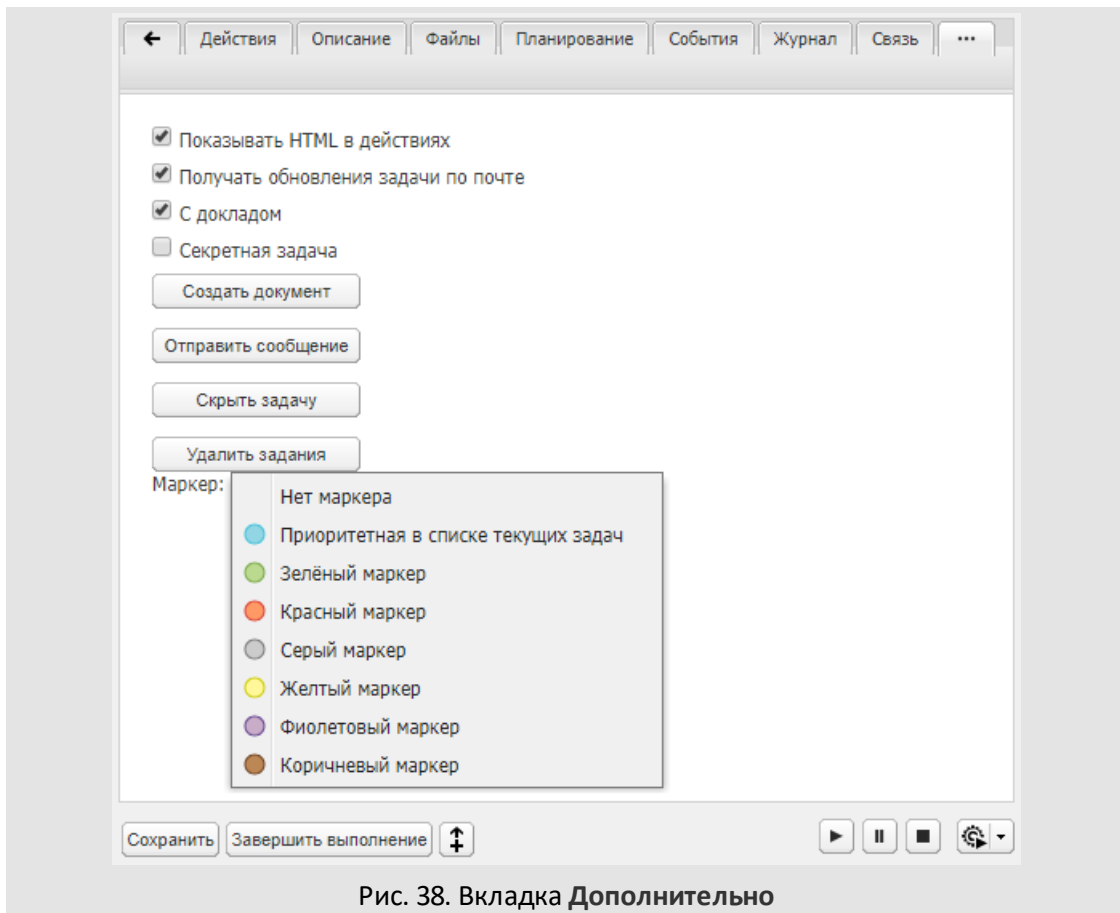 Действия Описание Файлы Планирование События Журнал Связь ...
Показывать HTML в действиях
Получать обновления задачи по почте
С докладом
Секретная задача
Создать документ
Отправить сообщение
Скрыть задачу
Удалить задания
Маркер:
Нет маркера
Приоритетная в списке текущих задач
Зелёный маркер
Красный маркер
Серый маркер
Желтый маркер
Фиолетовый маркер
Коричневый маркер
Сохранить Завершить выполнение
Рис. 38. Вкладка Дополнительно